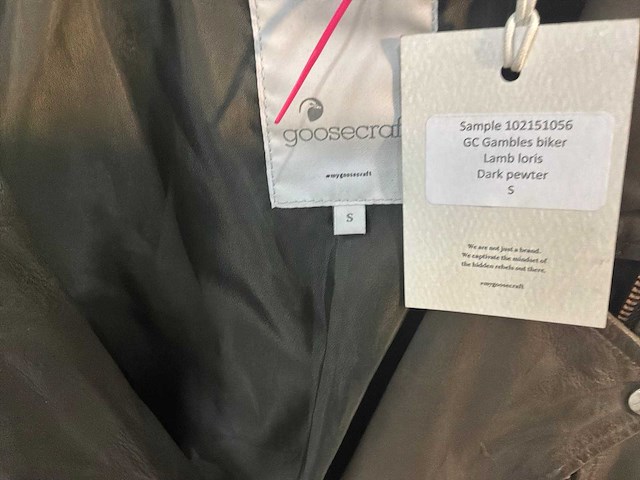 goosecraf
#mygoosecraft
S
Sample 102151056
GC Gambles biker
Lamb loris
Dark pewter
S
We are not just a brand.
We captivate the mindset of
the hidden rebels out there.
#mygoosecraft